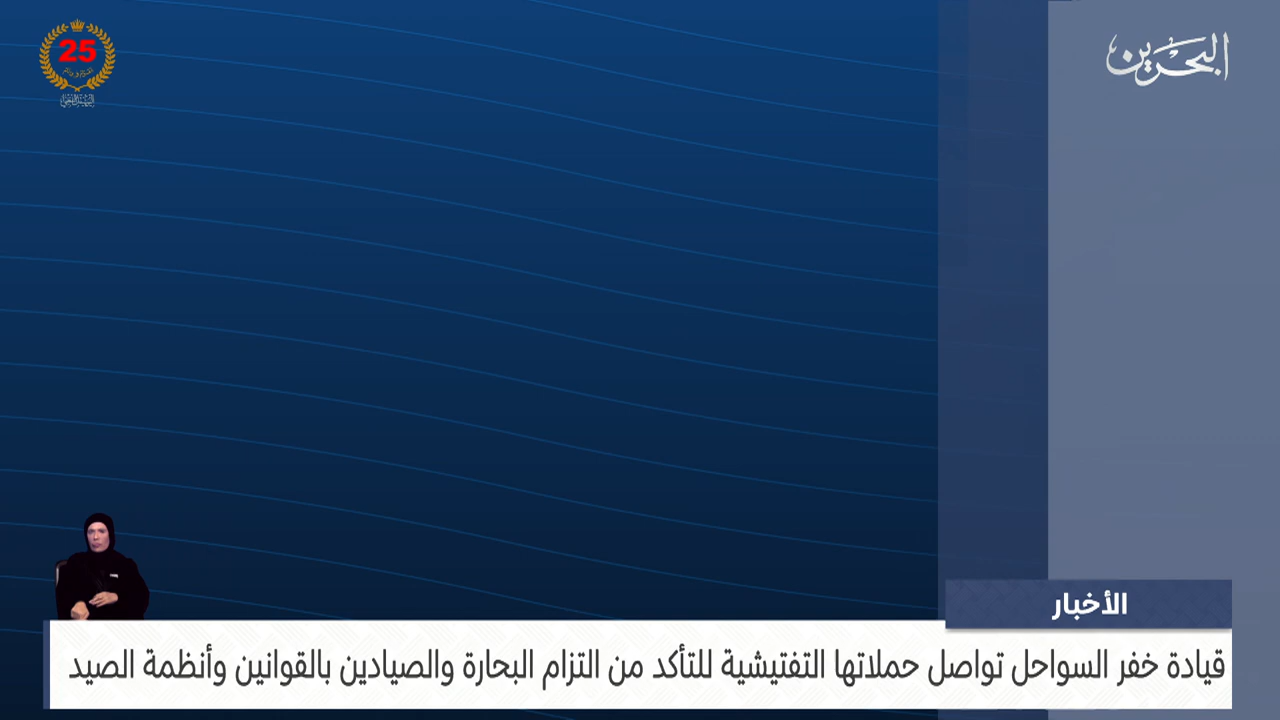 البحرين
25
الأخبار
قيادة خفر السواحل تواصل حملاتها التفتيشية للتأكد من التزام البحارة والصيادين بالقوانين وأنظمة الصيد